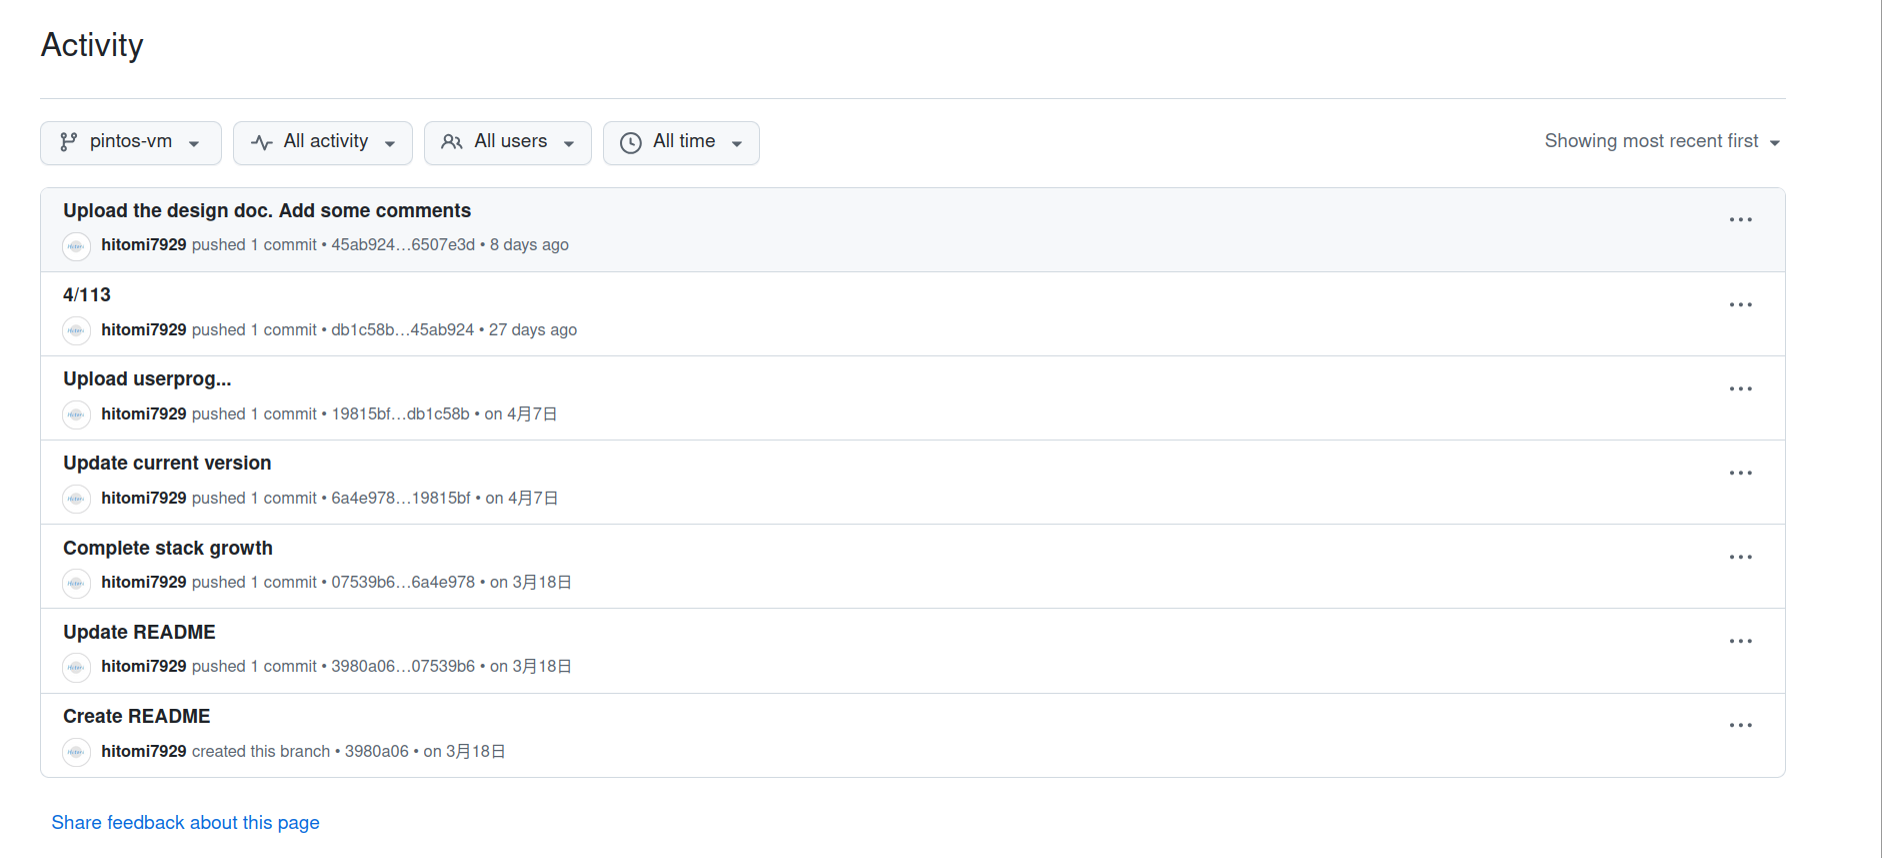 Activity
pintos-vm All activity All users All time Showing most recent first
Upload the design doc. Add some comments
hitomi7929 pushed 1 commit • 45ab924...6507e3d • 8 days ago
4/113
hitomi7929 pushed 1 commit • db1c58b...45ab924 • 27 days ago
Upload userprog...
hitomi7929 pushed 1 commit • 19815bf...db1c58b • on 4月7日
Update current version
hitomi7929 pushed 1 commit • 6a4e978...19815bf • on 4月7日
Complete stack growth
hitomi7929 pushed 1 commit • 07539b6...6a4e978 • on 3月18日
Update README
hitomi7929 pushed 1 commit • 3980a06...07539b6 • on 3月18日
Create README
hitomi7929 created this branch • 3980a06 • on 3月18日
Share feedback about this page